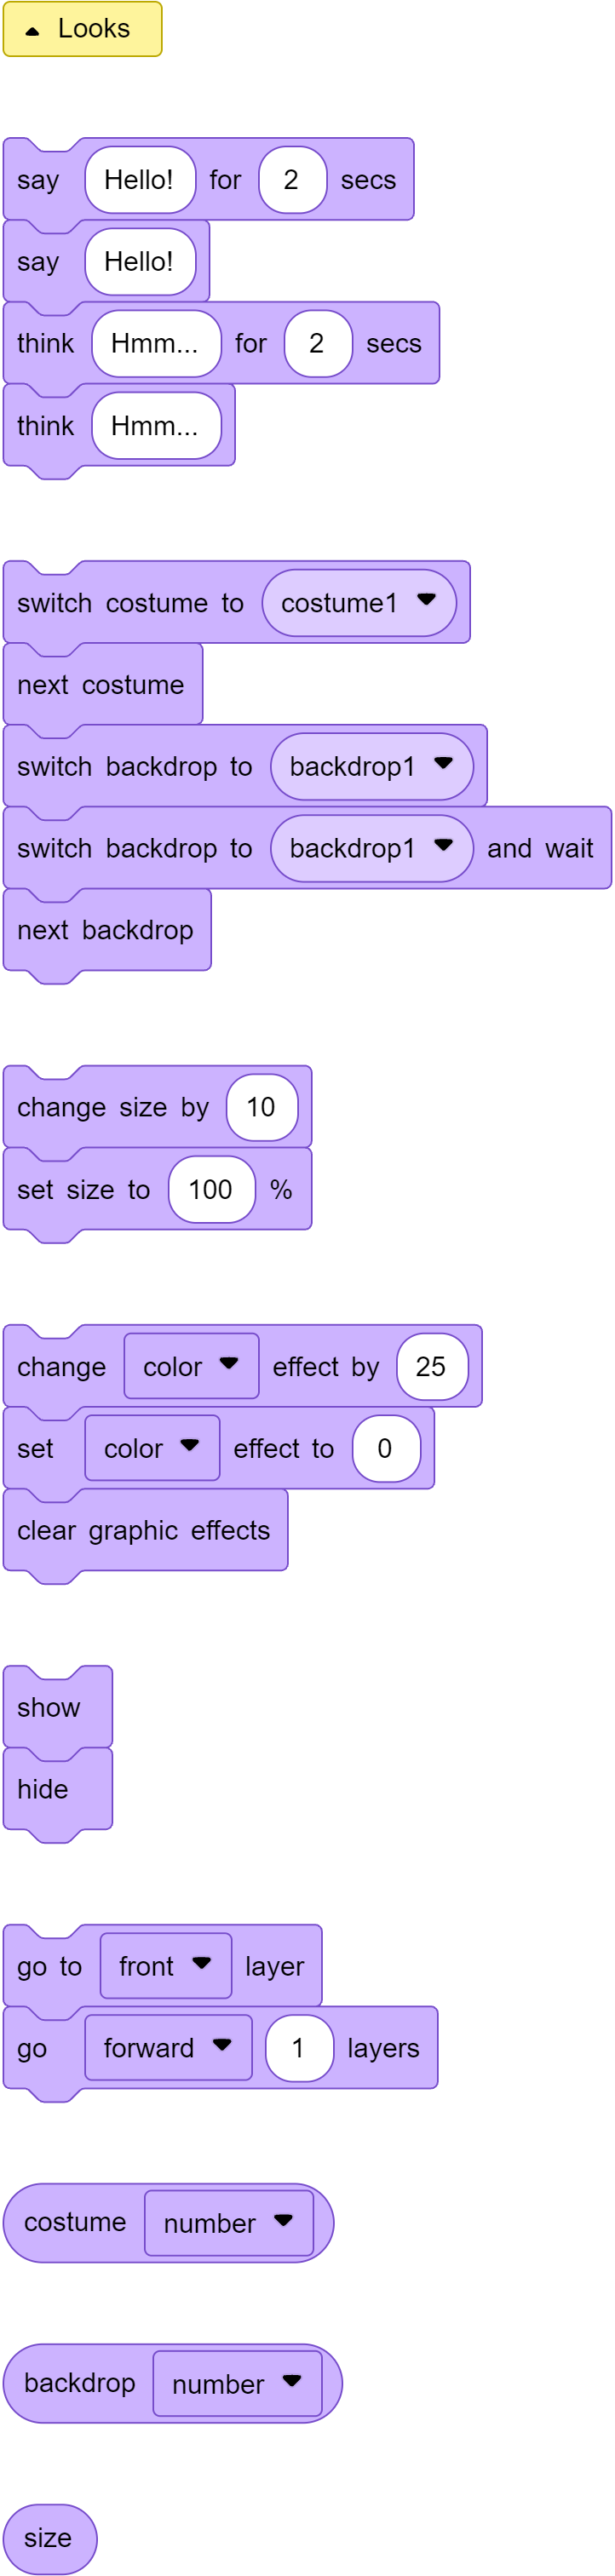 Looks
say Hello! for 2 secs
say Hello!
think Hmm... for 2 secs
think Hmm...
switch costume to costume1
next costume
switch backdrop to backdrop1
switch backdrop to backdrop1 and wait
next backdrop
change size by 10
set size to 100 %
change color effect by 25
set color effect to 0
clear graphic effects
show
hide
go to front layer
go forward 1 layers
costume number
backdrop number
size